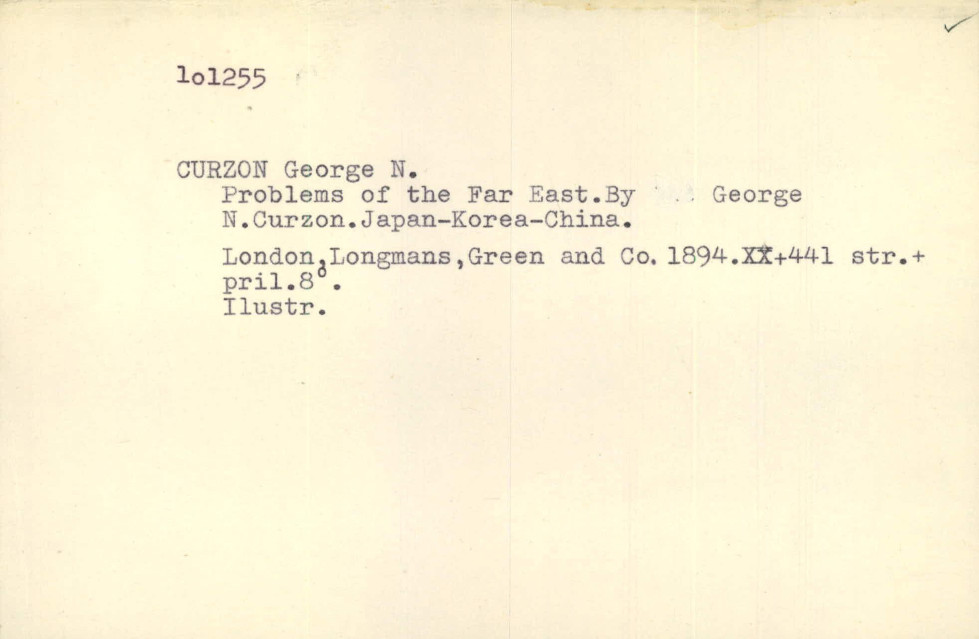 lol255
CURZON George N.
Problems of the Far East.By George
N.Curzon.Japan-Korea-China.
London,Longmans,Green and Co. 1894.XX+441 str.+
pril.8°.
Ilustr.